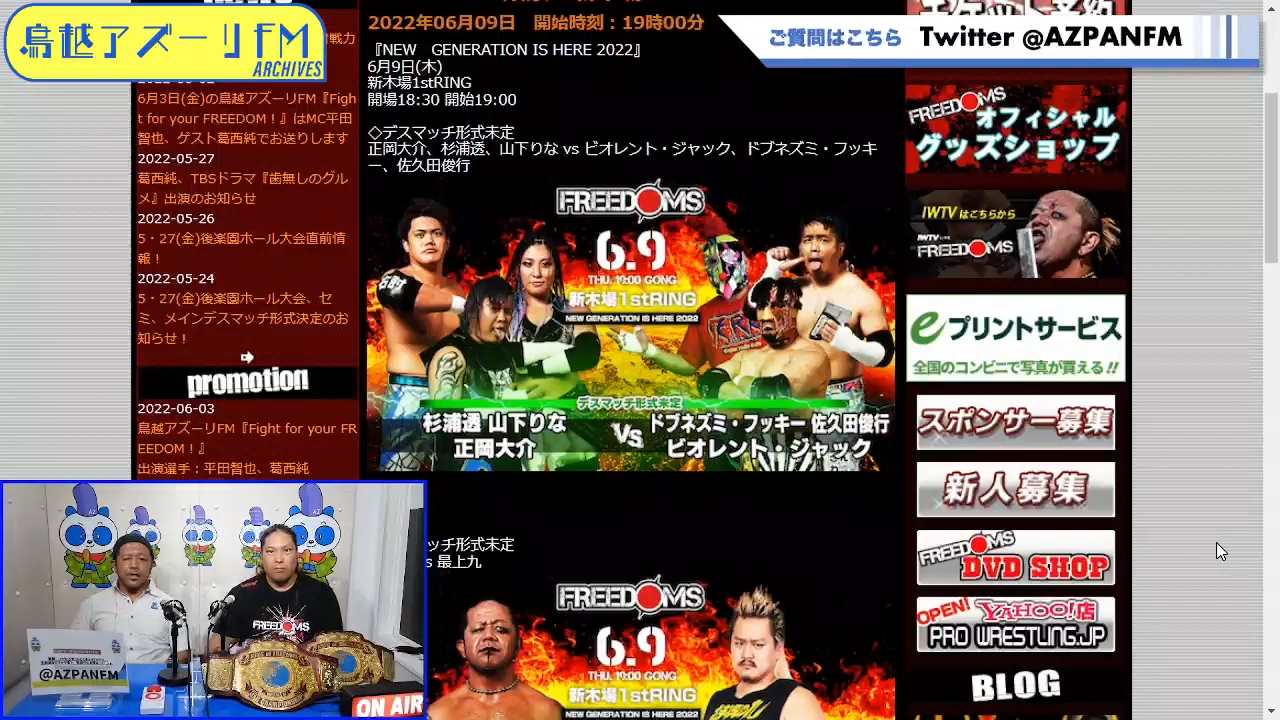 鳥越アズーリFM
ARCHIVES
ご質問はこちら Twitter @AZPANFM
対戦カ
6月3日(金)の鳥越アズーリFM『Figh
t for your FREEDOM！』はMC平田
智也、ゲスト葛西純でお送りします
2022-05-27
葛西純、TBSドラマ『歯無しのグル
メ』出演のお知らせ
2022-05-26
5・27(金)後楽園ホール大会直前情
報！
2022-05-24
5・27(金)後楽園ホール大会、セ
ミ、メインデスマッチ形式決定のお
知らせ！
promotion
2022-06-03
鳥越アズーリFM『Fight for your FR
EEDOM！』
出演選手：平田智也、葛西純
2022年06月09日 開始時刻：19時00分
『NEW GENERATION IS HERE 2022』
6月9日(木)
新木場1stRING
開場18:30 開始19:00
◇デスマッチ形式未定
正岡大介、杉浦透、山下りな vs ビオレント・ジャック、ドブネズミ・フッキ
ー、佐久田俊行
FREEDOMS
6.9
THU. 19:00 GONG
新木場1stRING
NEW GENERATION IS HERE 2022
デスマッチ形式未定
杉浦透 山下りな
正岡大介
VS
ドブネズミ・フッキー 佐久田俊行
ビオレント・ジャック
ッチ形式未定
s 最上九
FREEDOMS
6.9
THU. 19:00 GONG
新木場1stRING
NEW GENERATION IS HERE 2022
チケット予約
FREEDOMS
オフィシャル
グッズショップ
IWTVはこちらから
FREEDOMS
eプリントサービス
全国のコンビニで写真が買える!!
スポンサー募集
新人募集
FREEDOMS
DVD SHOP
OPEN! YAHOO!店
PRO WRESTLING.JP
BLOG
FREEDOMS
@AZPANFM
ON AIR